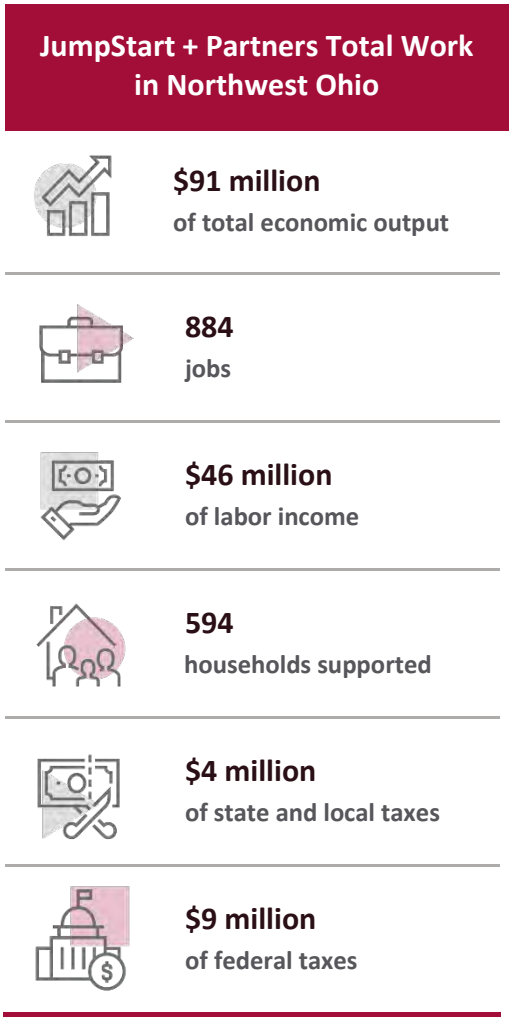 JumpStart + Partners Total Work
in Northwest Ohio
$91 million
of total economic output
884
jobs
$46 million
of labor income
594
households supported
$4 million
of state and local taxes
$9 million
of federal taxes
$